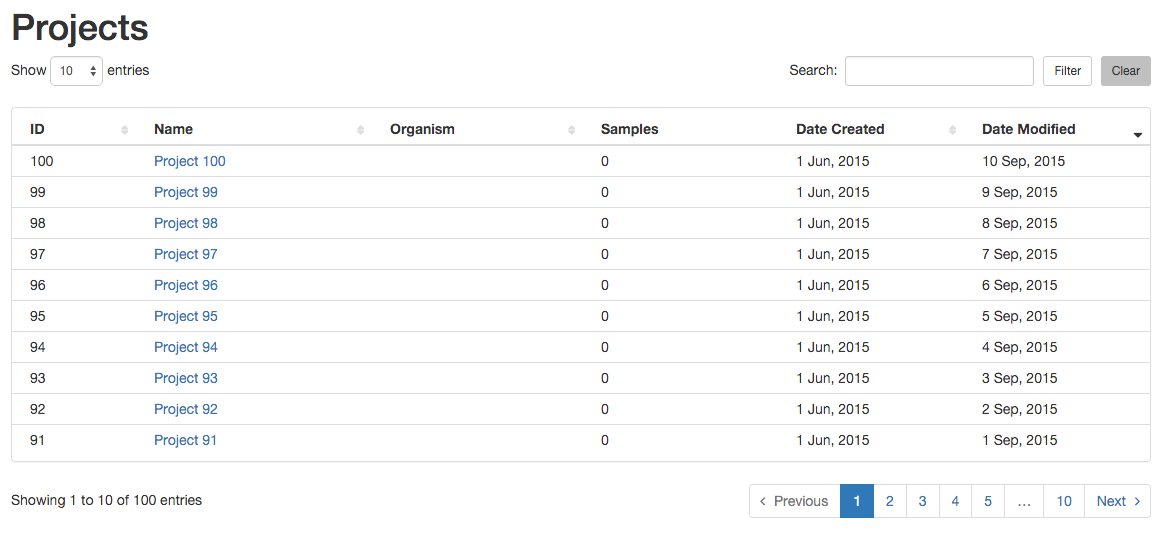 Projects
Show 10 entries Search: Filter Clear
ID Name Organism Samples Date Created Date Modified
100 Project 100 0 1 Jun, 2015 10 Sep, 2015
99 Project 99 0 1 Jun, 2015 9 Sep, 2015
98 Project 98 0 1 Jun, 2015 8 Sep, 2015
97 Project 97 0 1 Jun, 2015 7 Sep, 2015
96 Project 96 0 1 Jun, 2015 6 Sep, 2015
95 Project 95 0 1 Jun, 2015 5 Sep, 2015
94 Project 94 0 1 Jun, 2015 4 Sep, 2015
93 Project 93 0 1 Jun, 2015 3 Sep, 2015
92 Project 92 0 1 Jun, 2015 2 Sep, 2015
91 Project 91 0 1 Jun, 2015 1 Sep, 2015
Showing 1 to 10 of 100 entries ‹ Previous 1 2 3 4 5 … 10 Next ›